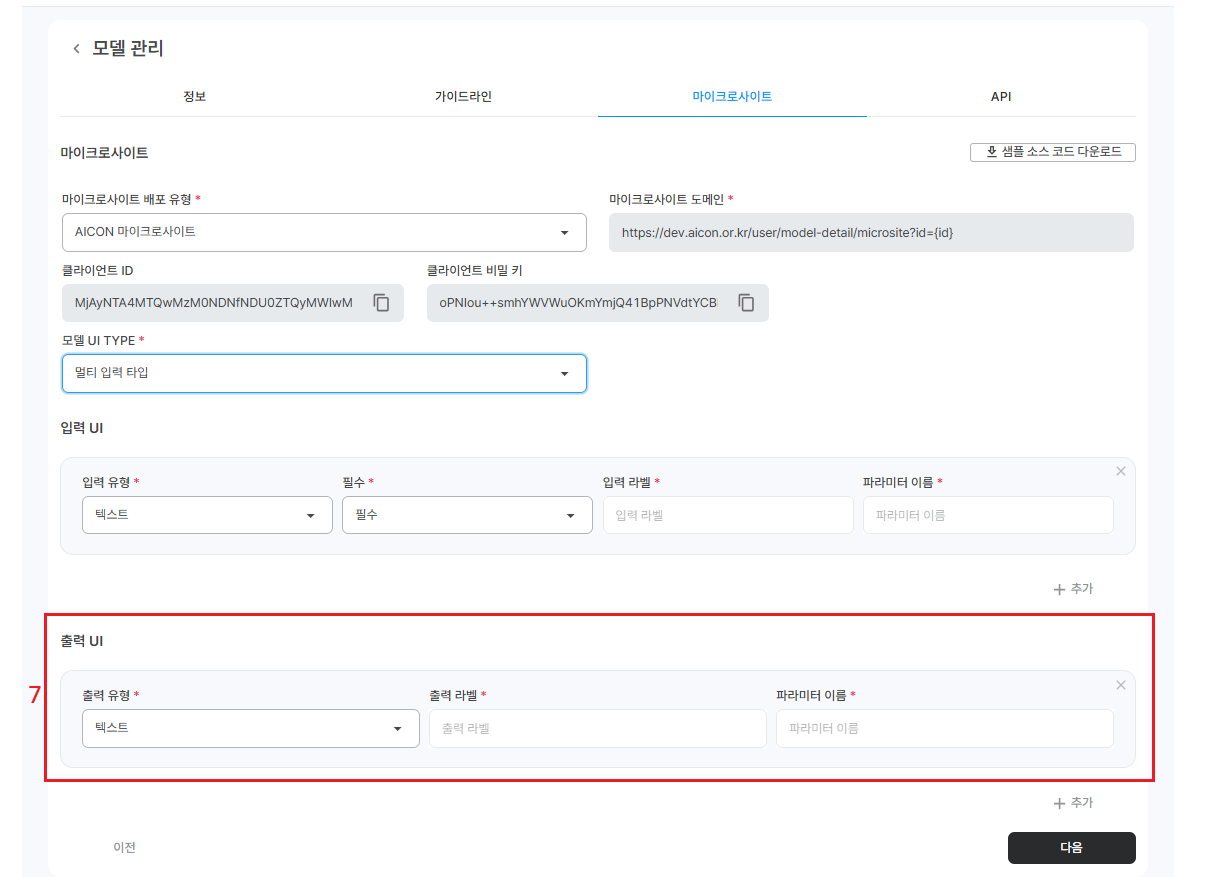 모델 관리
정보 가이드라인 마이크로사이트 API
마이크로사이트 샘플 소스 코드 다운로드
마이크로사이트 배포 유형 * 마이크로사이트 도메인 *
AICON 마이크로사이트 https://dev.aicon.or.kr/user/model-detail/microsite?id={id}
클라이언트 ID 클라이언트 비밀 키
MjAyNTA4MTQwMzM0NDNfNDU0ZTQyMWIwM oPNIou++smhYWVWuOKmYmjQ41BpPNVdtYCB
모델 UI TYPE *
멀티 입력 타입
입력 UI
입력 유형 * 필수 * 입력 라벨 * 파라미터 이름 *
텍스트 필수 입력 라벨 파라미터 이름
+ 추가
출력 UI
7
출력 유형 * 출력 라벨 * 파라미터 이름 *
텍스트 출력 라벨 파라미터 이름
+ 추가
이전 다음